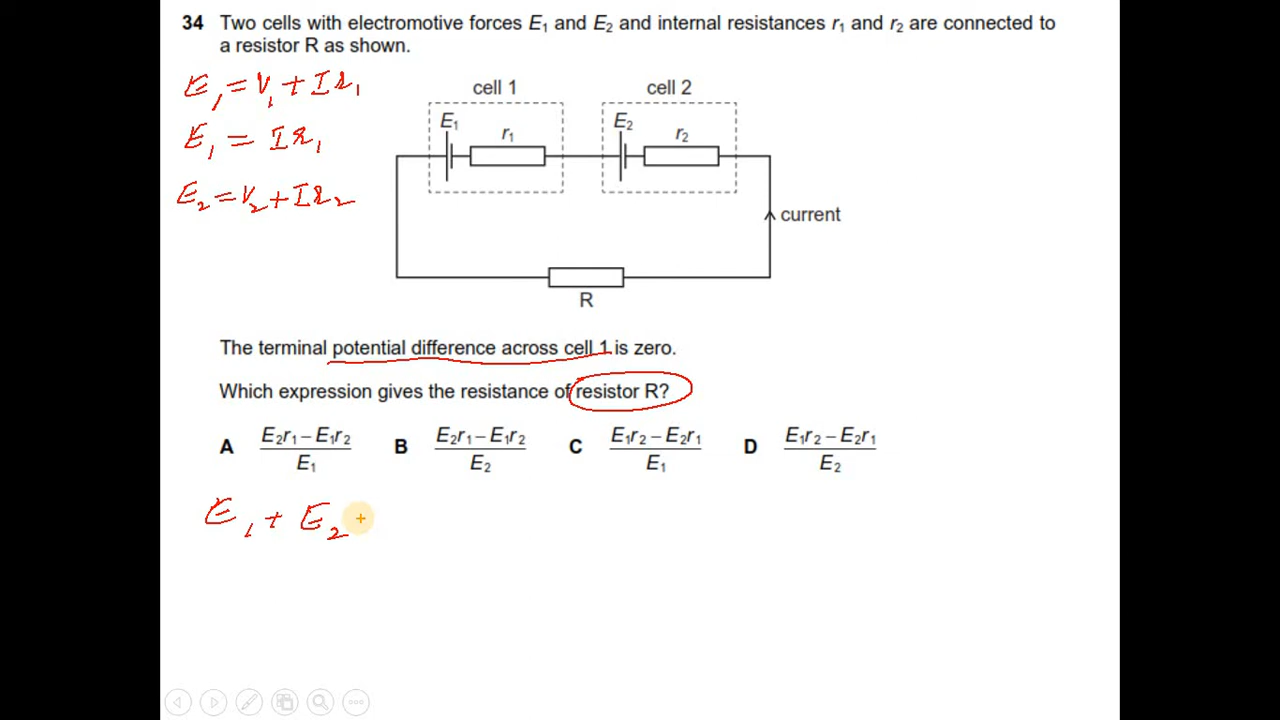 34 Two cells with electromotive forces E₁ and E₂ and internal resistances r₁ and r₂ are connected to
a resistor R as shown.
E₁ = V₁ + Ir₁
E₁ = Ir₁
E₂ = V₂ + Ir₂
cell 1
cell 2
E₁
r₁
E₂
r₂
current
R
The terminal potential difference across cell 1 is zero.
Which expression gives the resistance of resistor R?
A (E₂r₁ – E₁r₂)/E₁ B (E₂r₁ – E₁r₂)/E₂ C (E₁r₂ – E₂r₁)/E₁ D (E₁r₂ – E₂r₁)/E₂
E₁ + E₂